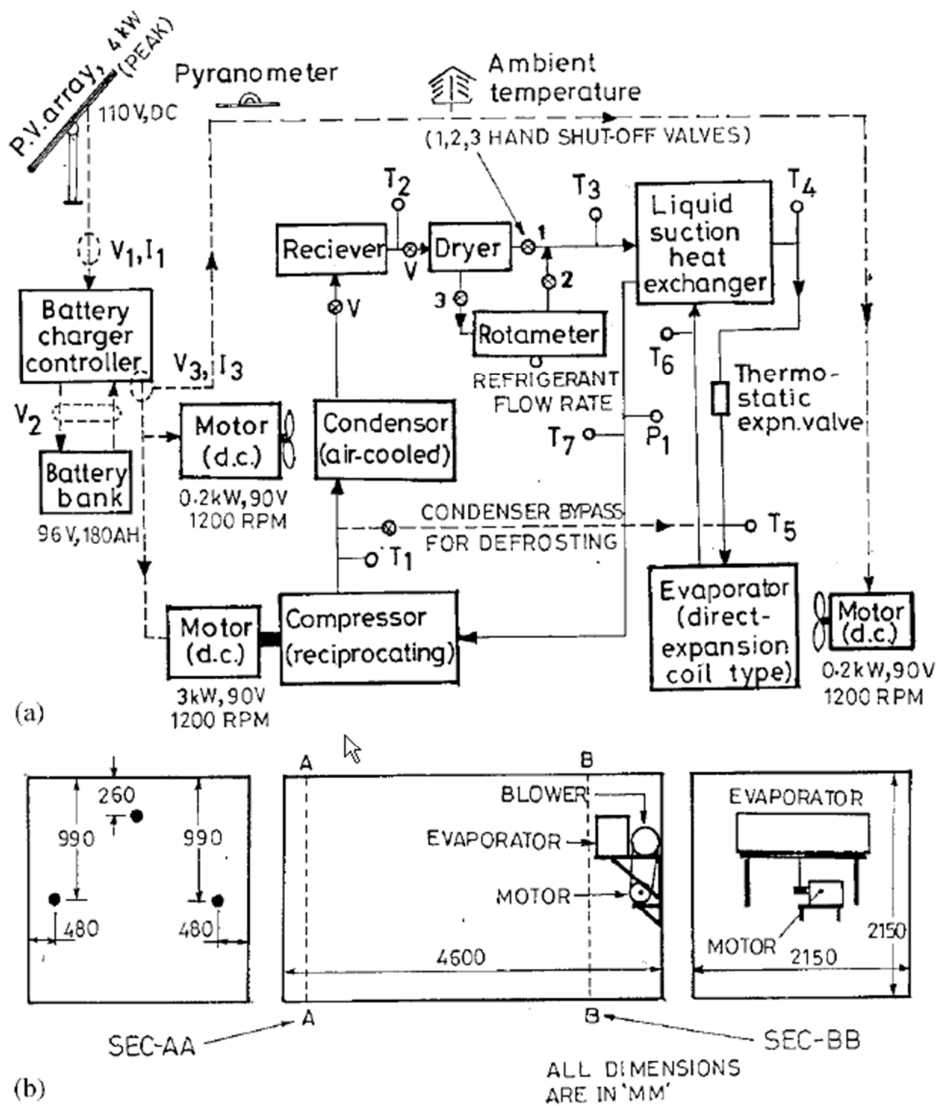 P.V. array, 4 kW
(PEAK)
110 V, DC
Pyranometer
Ambient
temperature
(1,2,3 HAND SHUT-OFF VALVES)
V1, I1
T2
T3
T4
Reciever
V
Dryer
1
Liquid
suction
heat
exchanger
V
3
2
Rotameter
REFRIGERANT
FLOW RATE
T6
Battery
charger
controller
V3, I3
V2
Battery
bank
96 V, 180AH
Motor
(d.c.)
0.2kW, 90V
1200 RPM
Condensor
(air-cooled)
T7
P1
Thermo-
static
expn. valve
CONDENSER BYPASS
FOR DEFROSTING
T5
T1
Motor
(d.c.)
3kW, 90V
1200 RPM
Compressor
(reciprocating)
Evaporator
(direct-
expansion
coil type)
Motor
(d.c.)
0.2kW, 90V
1200 RPM
(a)
A
B
260
990
990
480
480
BLOWER
EVAPORATOR
MOTOR
4600
EVAPORATOR
MOTOR
2150
2150
A
B
SEC-AA
SEC-BB
ALL DIMENSIONS
ARE IN 'MM'
(b)